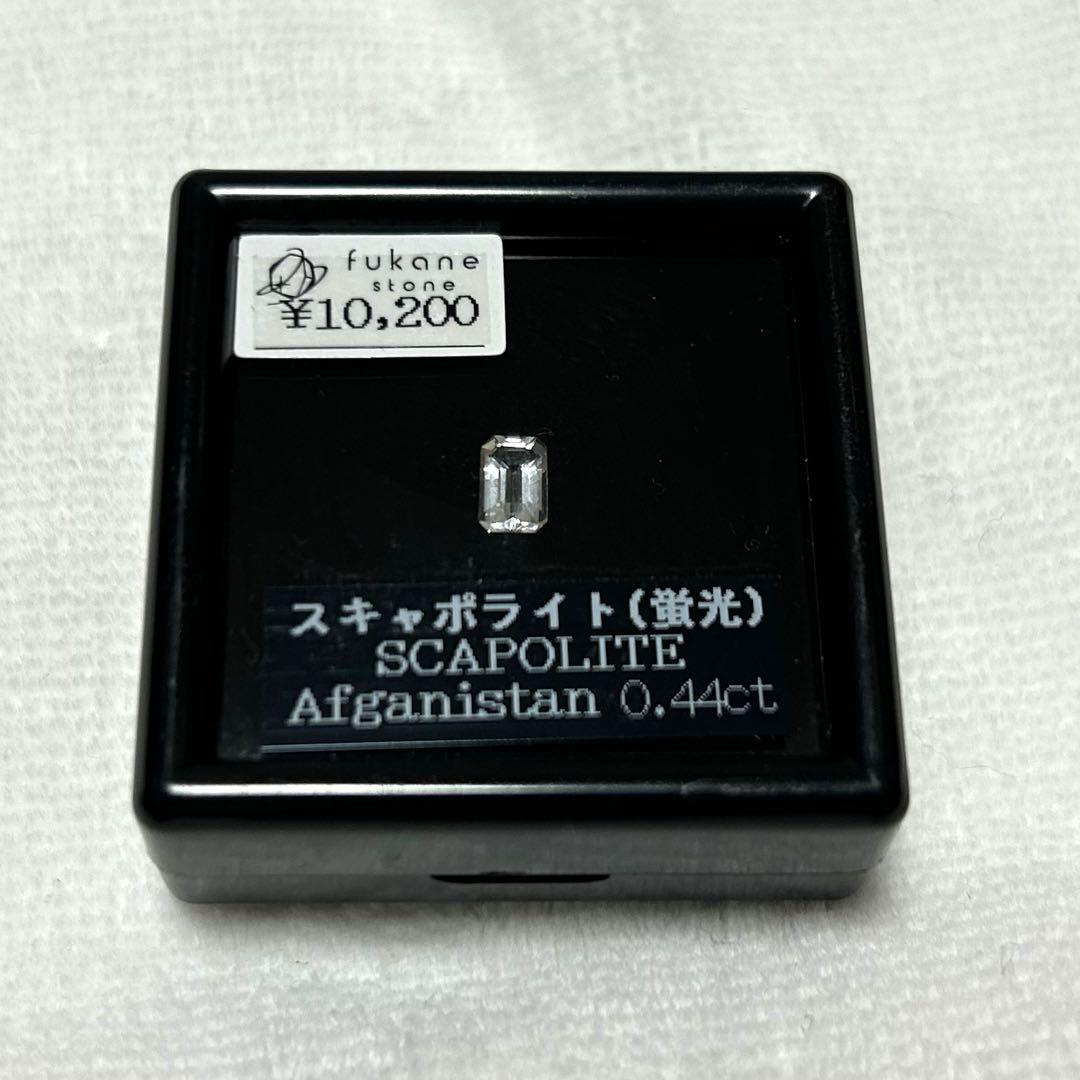 fukane
stone
¥10,200
スキャポライト(蛍光)
SCAPOLITE
Afganistan 0.44ct